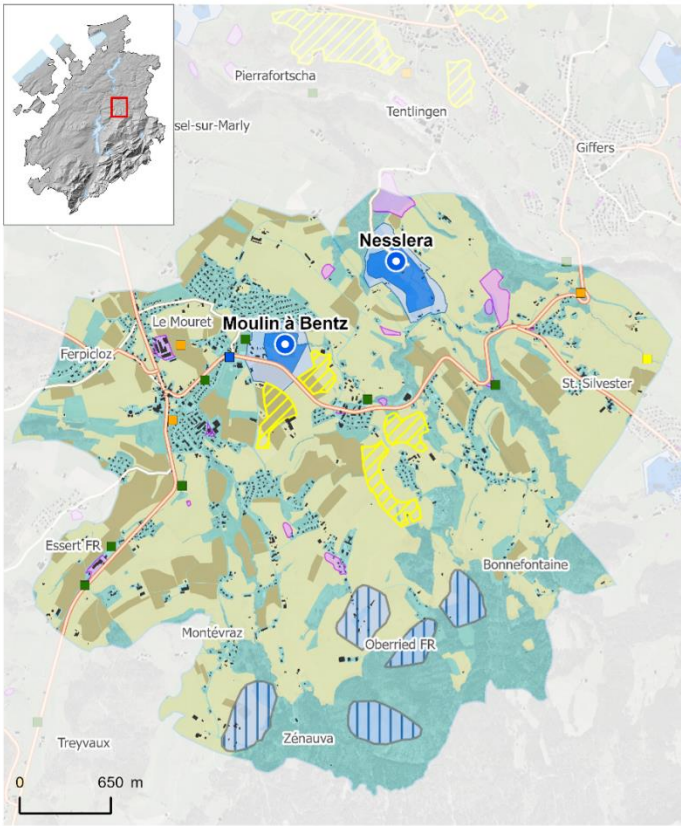 Pierrafortscha
Tentlingen
sel-sur-Marly
Giffers
Nesslera
Le Mouret
Moulin à Bentz
Ferpicloz
St. Silvester
Essert FR
Bonnefontaine
Montévraz
Oberried FR
Zénauva
Treyvaux
0 650 m